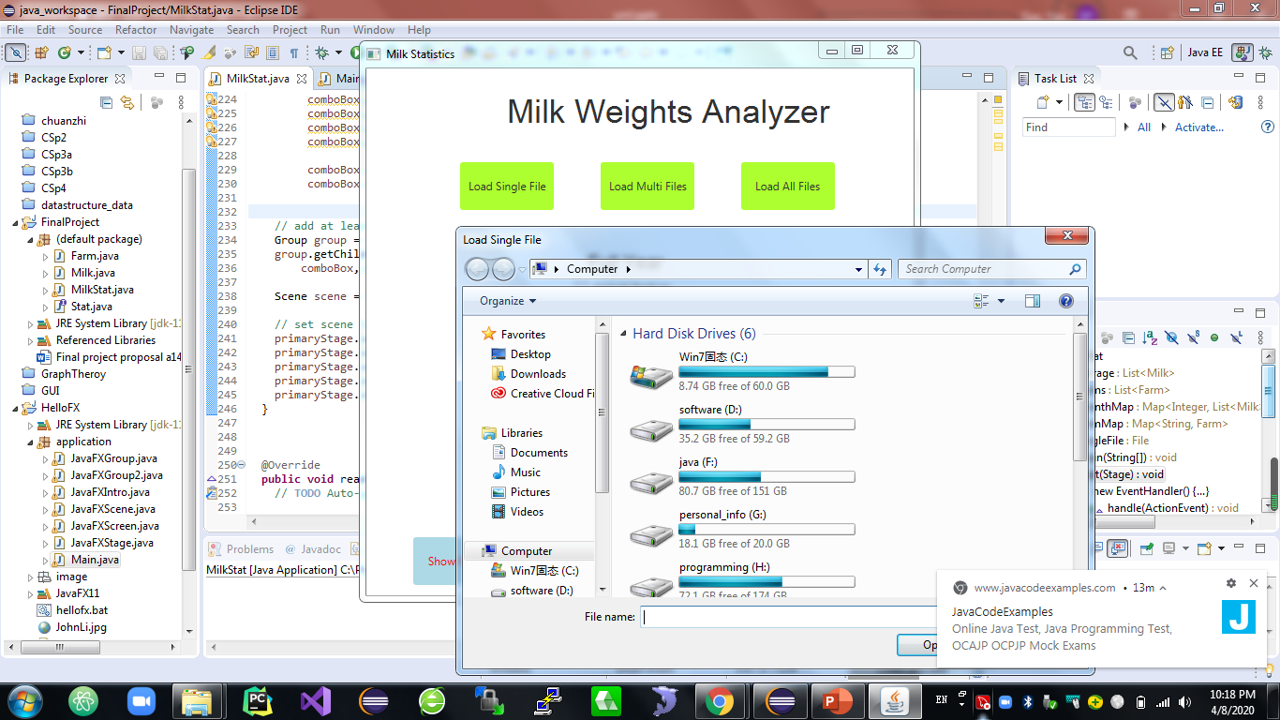 java_workspace - FinalProject/MilkStat.java - Eclipse IDE
File Edit Source Refactor Navigate Search Project Run Window Help
Java EE
Package Explorer
chuanzhi
CSp2
CSp3a
CSp3b
CSp4
datastructure_data
FinalProject
(default package)
Farm.java
Milk.java
MilkStat.java
Stat.java
JRE System Library [jdk-11
Referenced Libraries
Final project proposal a14
GraphTheroy
GUI
HelloFX
JRE System Library [jdk-11
application
JavaFXGroup.java
JavaFXGroup2.java
JavaFXIntro.java
JavaFXScene.java
JavaFXScreen.java
JavaFXStage.java
Main.java
image
JavaFX11
hellofx.bat
JohnLi.jpg
MilkStat.java
224 comboBox
225 comboBox
226 comboBox
227 comboBox
228
229 comboBox
230 comboBox
231
232
233 // add at lea
234 Group group =
235 group.getChil
236 comboBox,
237
238 Scene scene =
239
240 // set scene
241 primaryStage.
242 primaryStage.
243 primaryStage.
244 primaryStage.
245 primaryStage.
246 }
247
248
249
250 @Override
251 public void rea
252 // TODO Auto-
253
Problems Javadoc
MilkStat [Java Application] C:\P
Milk Statistics
Milk Weights Analyzer
Load Single File
Load Multi Files
Load All Files
Show
Load Single File
Computer
Search Computer
Organize
Favorites
Desktop
Downloads
Creative Cloud Fi
Libraries
Documents
Music
Pictures
Videos
Computer
Win7固态 (C:)
software (D:)
Hard Disk Drives (6)
Win7固态 (C:)
8.74 GB free of 60.0 GB
software (D:)
35.2 GB free of 59.2 GB
java (F:)
80.7 GB free of 151 GB
personal_info (G:)
18.1 GB free of 20.0 GB
programming (H:)
72.1 GB free of 174 GB
File name:
Op
Task List
Find
All
Activate...
: List<Milk>
: List<Farm>
: Map<Integer, List<Milk
: Map<String, Farm>
: File
(String[]) : void
(Stage) : void
new EventHandler() {...}
handle(ActionEvent) : void
www.javacodeexamples.com • 13m
JavaCodeExamples
Online Java Test, Java Programming Test,
OCAJP OCPJP Mock Exams
J
EN
10:18 PM
4/8/2020